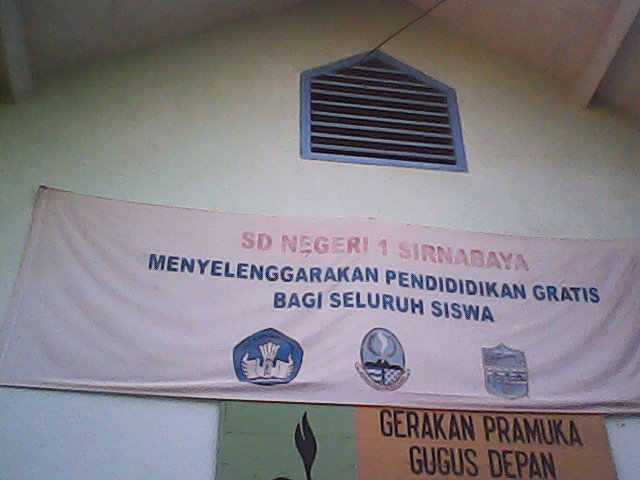 SD NEGERI 1 SIRNABAYA
MENYELENGGARAKAN PENDIDIDIKAN GRATIS
BAGI SELURUH SISWA
GERAKAN PRAMUKA
GUGUS DEPAN